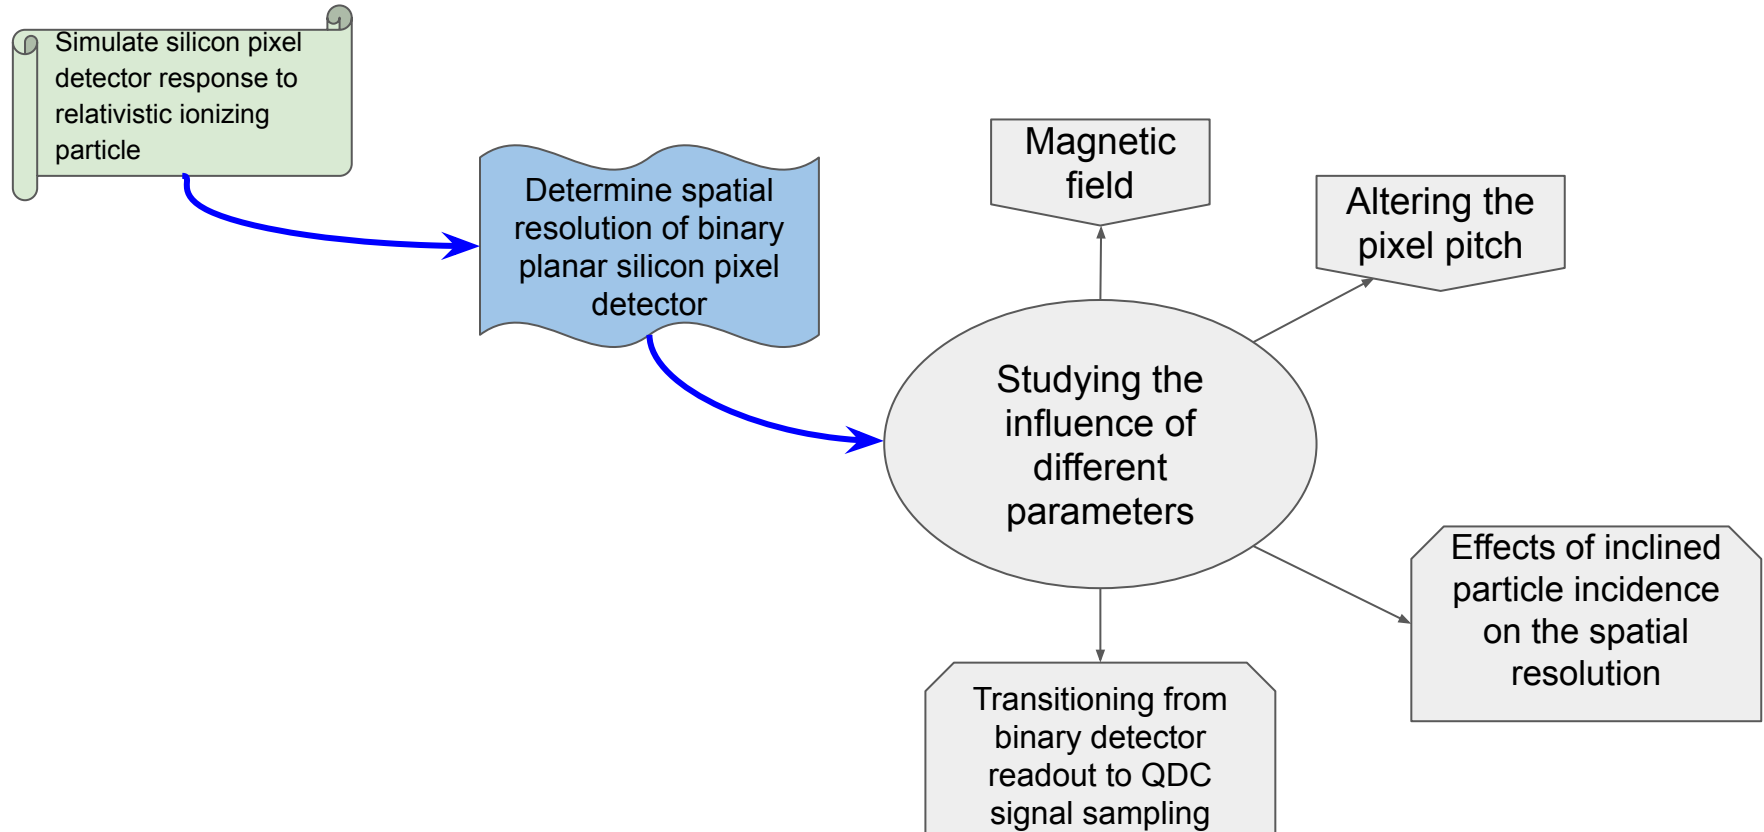 Simulate silicon pixel
detector response to
relativistic ionizing
particle
Determine spatial
resolution of binary
planar silicon pixel
detector
Magnetic
field
Altering the
pixel pitch
Studying the
influence of
different
parameters
Effects of inclined
particle incidence
on the spatial
resolution
Transitioning from
binary detector
readout to QDC
signal sampling